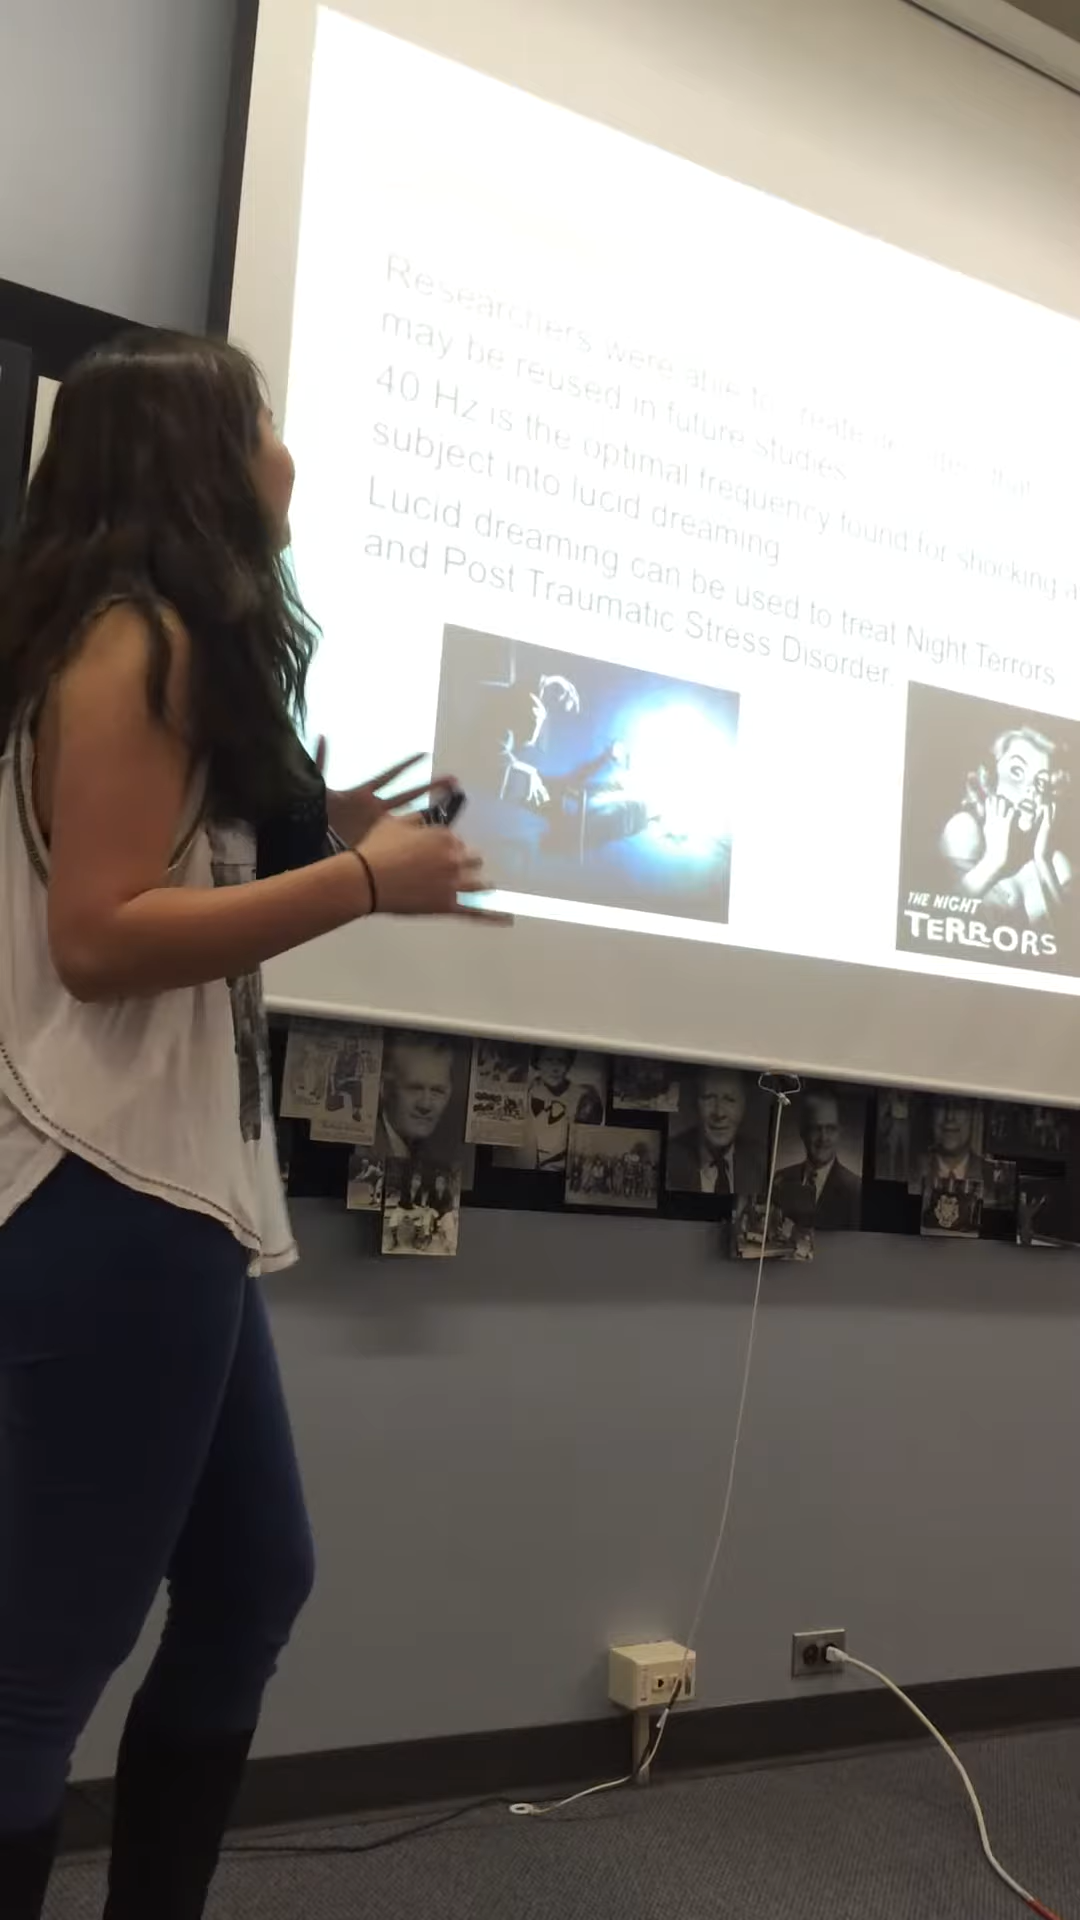 Researchers were able to create that
may be reused in future studies
40 Hz is the optimal frequency found for shocking a
subject into lucid dreaming
Lucid dreaming can be used to treat Night Terrors
and Post Traumatic Stress Disorder.
THE NIGHT
TERRORS